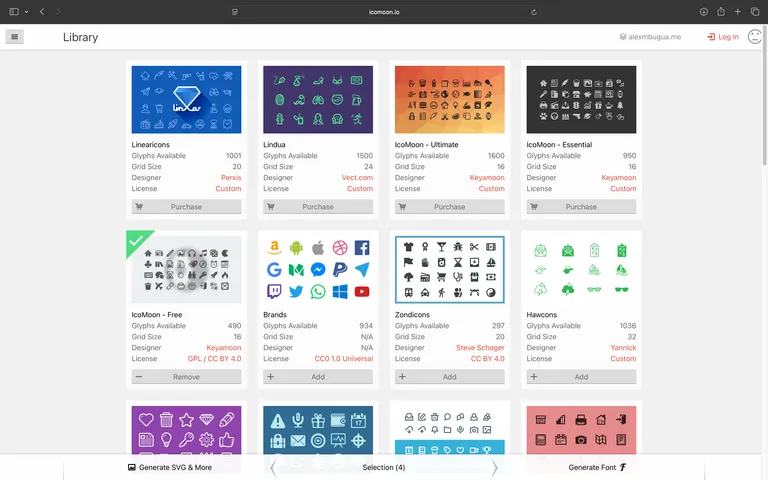 icomoon.io
Library
alexmbugua.me
Log In
linear
Linearicons
Glyphs Available 1001
Grid Size 20
Designer Perxis
License Custom
Purchase
Lindua
Glyphs Available 1500
Grid Size 24
Designer Vect.com
License Custom
Purchase
IcoMoon - Ultimate
Glyphs Available 1600
Grid Size 16
Designer Keyamoon
License Custom
Purchase
IcoMoon - Essential
Glyphs Available 950
Grid Size 16
Designer Keyamoon
License Custom
Purchase
IcoMoon - Free
Glyphs Available 490
Grid Size 16
Designer Keyamoon
License GPL / CC BY 4.0
Remove
Brands
Glyphs Available 934
Grid Size N/A
Designer N/A
License CC0 1.0 Universal
Add
Zondicons
Glyphs Available 297
Grid Size 20
Designer Steve Schoger
License CC BY 4.0
Add
Hawcons
Glyphs Available 1036
Grid Size 32
Designer Yannick
License Custom
Add
17
Generate SVG & More
Selection (4)
Generate Font